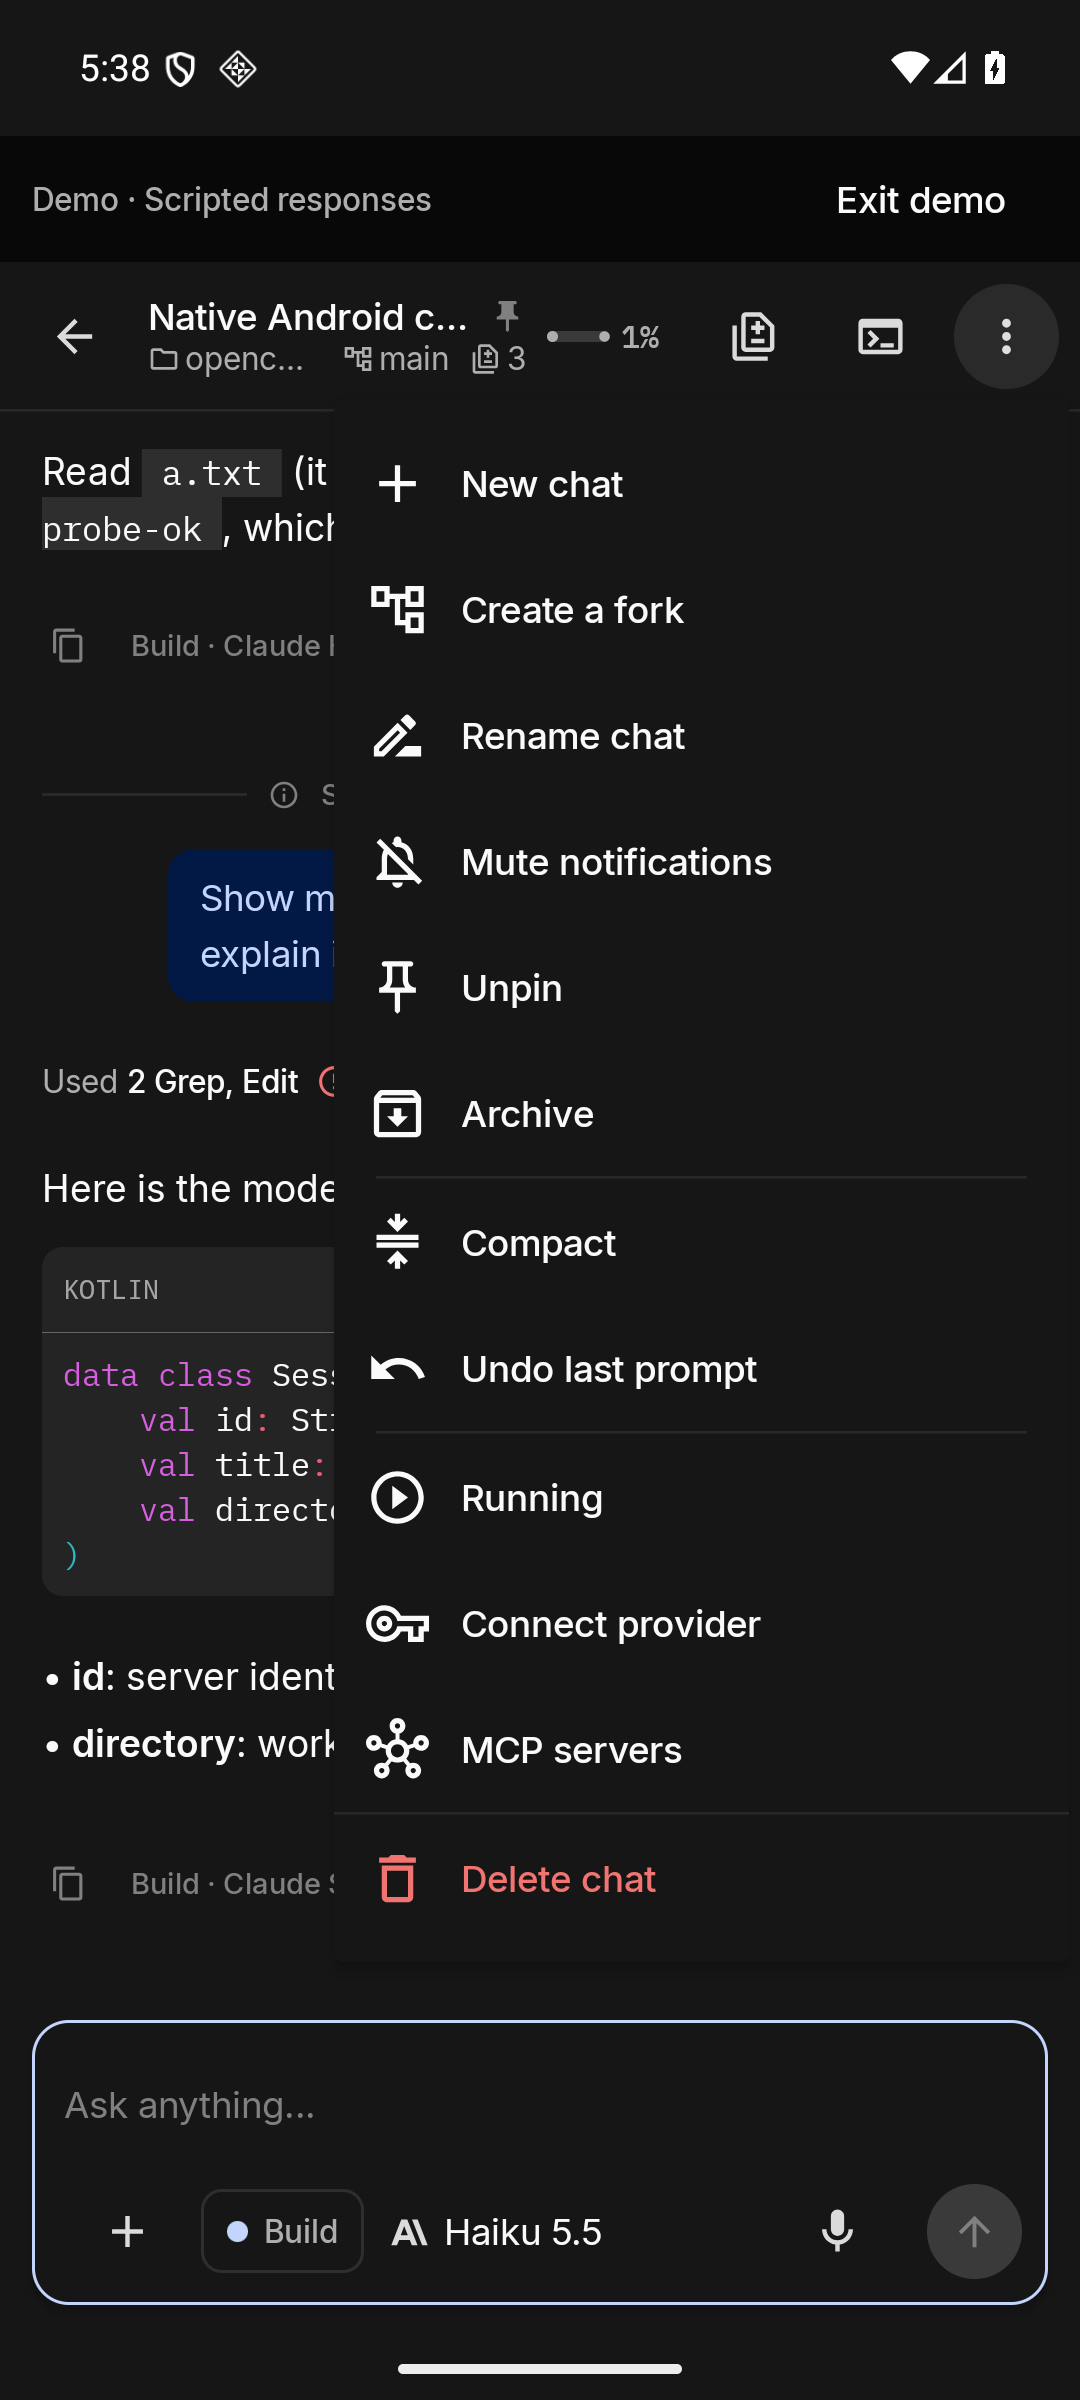 5:38
Demo · Scripted responses
Exit demo
Native Android c...
1%
openc...
main
3
Read a.txt (it
probe-ok , which
Build · Claude
Show m
explain
Used 2 Grep, Edit
Here is the mode
KOTLIN
data class Sess
val id: Str
val title:
val directo
)
• id: server ident
• directory: work
Build · Claude
New chat
Create a fork
Rename chat
Mute notifications
Unpin
Archive
Compact
Undo last prompt
Running
Connect provider
MCP servers
Delete chat
Ask anything...
Build
Haiku 5.5